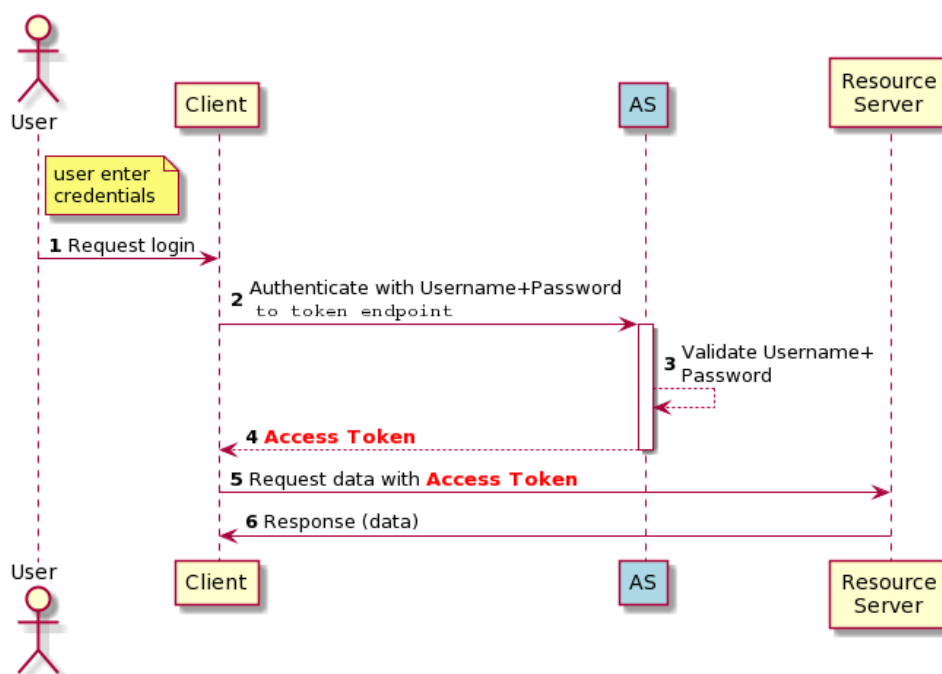 User
Client
AS
Resource
Server
user enter
credentials
1 Request login
2 Authenticate with Username+Password
to token endpoint
3 Validate Username+
Password
4 Access Token
5 Request data with Access Token
6 Response (data)
User
Client
AS
Resource
Server